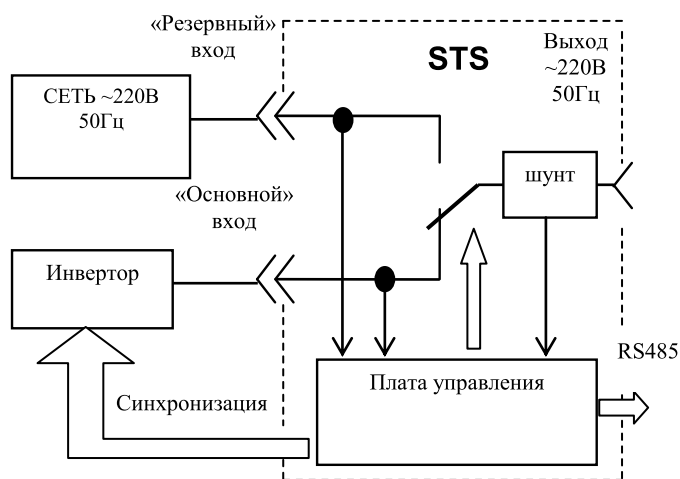 «Резервный»
вход
STS
Выход
~220В
50Гц
СЕТЬ ~220В
50Гц
шунт
«Основной»
вход
Инвертор
RS485
Плата управления
Синхронизация